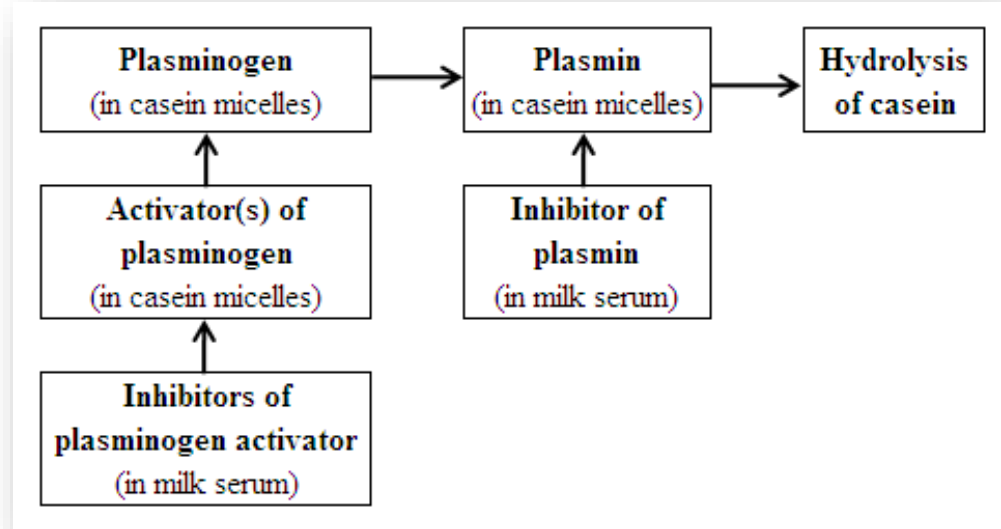 Plasminogen
(in casein micelles)
Plasmin
(in casein micelles)
Hydrolysis
of casein
Activator(s) of
plasminogen
(in casein micelles)
Inhibitor of
plasmin
(in milk serum)
Inhibitors of
plasminogen activator
(in milk serum)